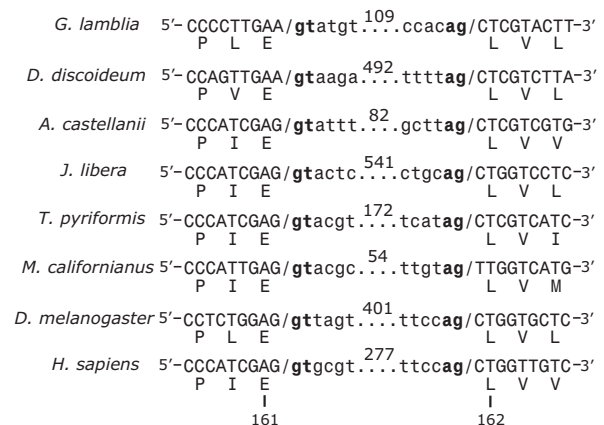 109
G. lamblia 5′-CCCCTTGAA/gtatgt....ccacag/CTCGTACTT-3′
P L E L V L
492
D. discoideum 5′-CCAGTTGAA/gtaaga....ttttag/CTCGTCTTA-3′
P V E L V L
82
A. castellanii 5′-CCCATCGAG/gtattt....gcttag/CTCGTCGTG-3′
P I E L V V
541
J. libera 5′-CCCATCGAG/gtactc....ctgcag/CTGGTCCTC-3′
P I E L V L
172
T. pyriformis 5′-CCCATCGAG/gtacgt....tcatag/CTCGTCATC-3′
P I E L V I
54
M. californianus 5′-CCCATTGAG/gtacgc....ttgtag/TTGGTCATG-3′
P I E L V M
401
D. melanogaster 5′-CCTCTGGAG/gttagt....ttccag/CTGGTGCTC-3′
P L E L V L
277
H. sapiens 5′-CCCATCGAG/gtgcgt....ttccag/CTGGTTGTC-3′
P I E L V V
161 162